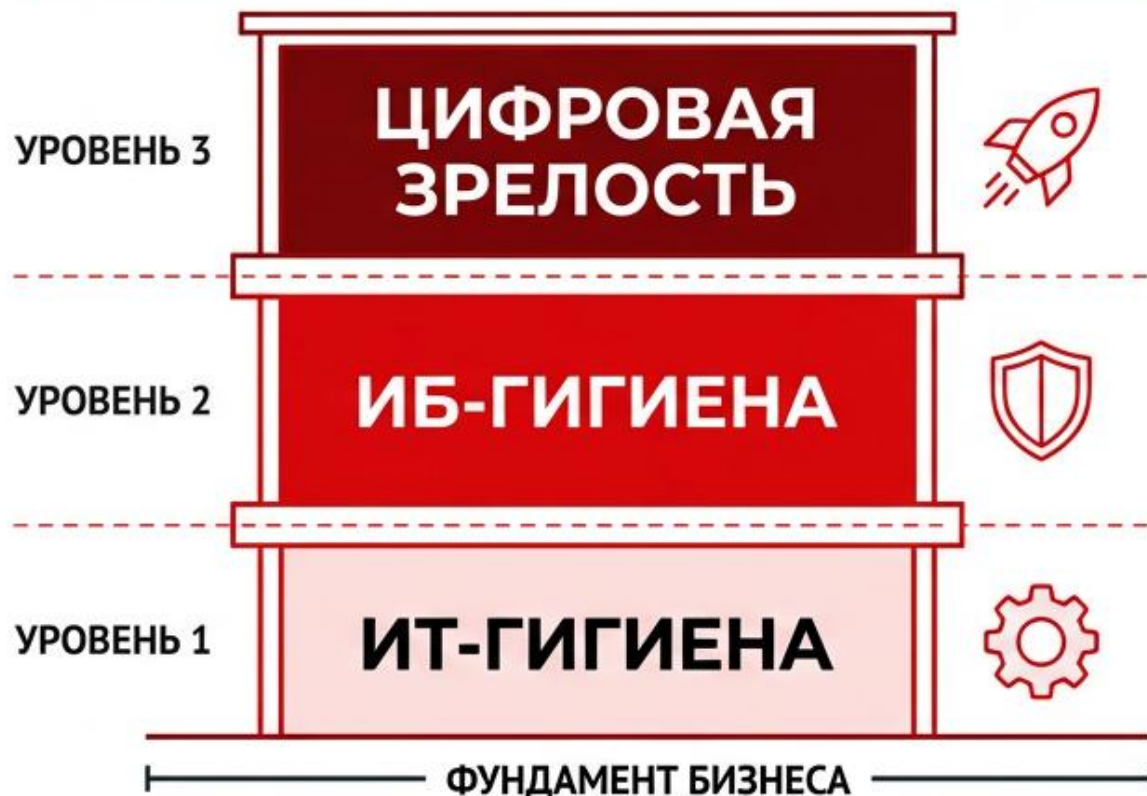 УРОВЕНЬ 3
ЦИФРОВАЯ
ЗРЕЛОСТЬ
УРОВЕНЬ 2
ИБ-ГИГИЕНА
УРОВЕНЬ 1
ИТ-ГИГИЕНА
ФУНДАМЕНТ БИЗНЕСА